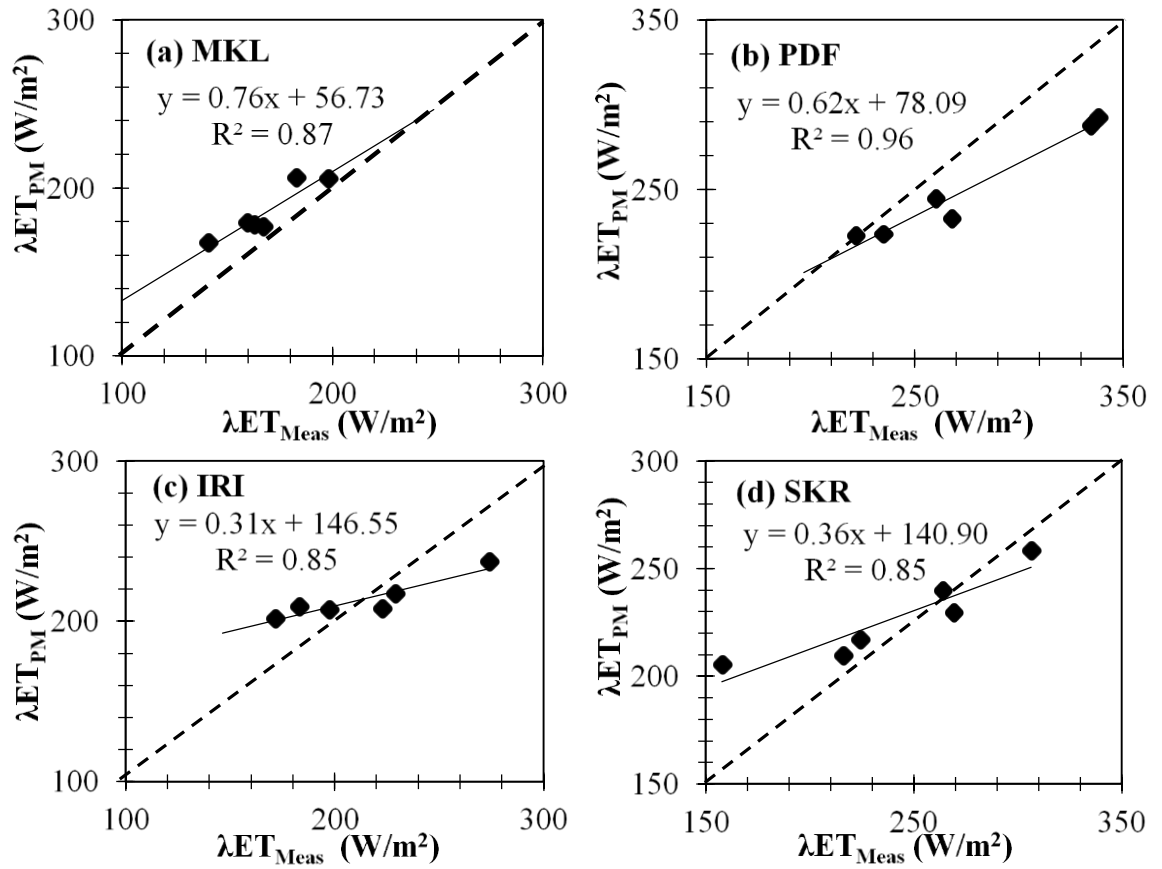 300
(a) MKL
y = 0.76x + 56.73
R² = 0.87
200
100
λET_PM (W/m²)
100 200 300
λET_Meas (W/m²)
350
(b) PDF
y = 0.62x + 78.09
R² = 0.96
250
150
λET_PM (W/m²)
150 250 350
λET_Meas (W/m²)
300
(c) IRI
y = 0.31x + 146.55
R² = 0.85
200
100
λET_PM (W/m²)
100 200 300
λET_Meas (W/m²)
300
(d) SKR
y = 0.36x + 140.90
R² = 0.85
250
200
150
λET_PM (W/m²)
150 250 350
λET_Meas (W/m²)